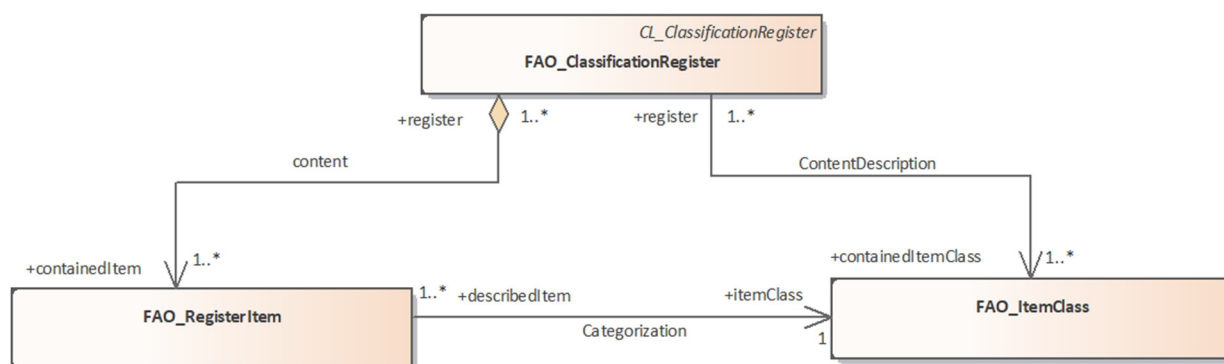 CL_ClassificationRegister
FAO_ClassificationRegister
+register 1..* +register 1..*
content ContentDescription
+containedItem 1..* +containedItemClass 1..*
1..* +describedItem +itemClass
FAO_RegisterItem FAO_ItemClass
Categorization 1